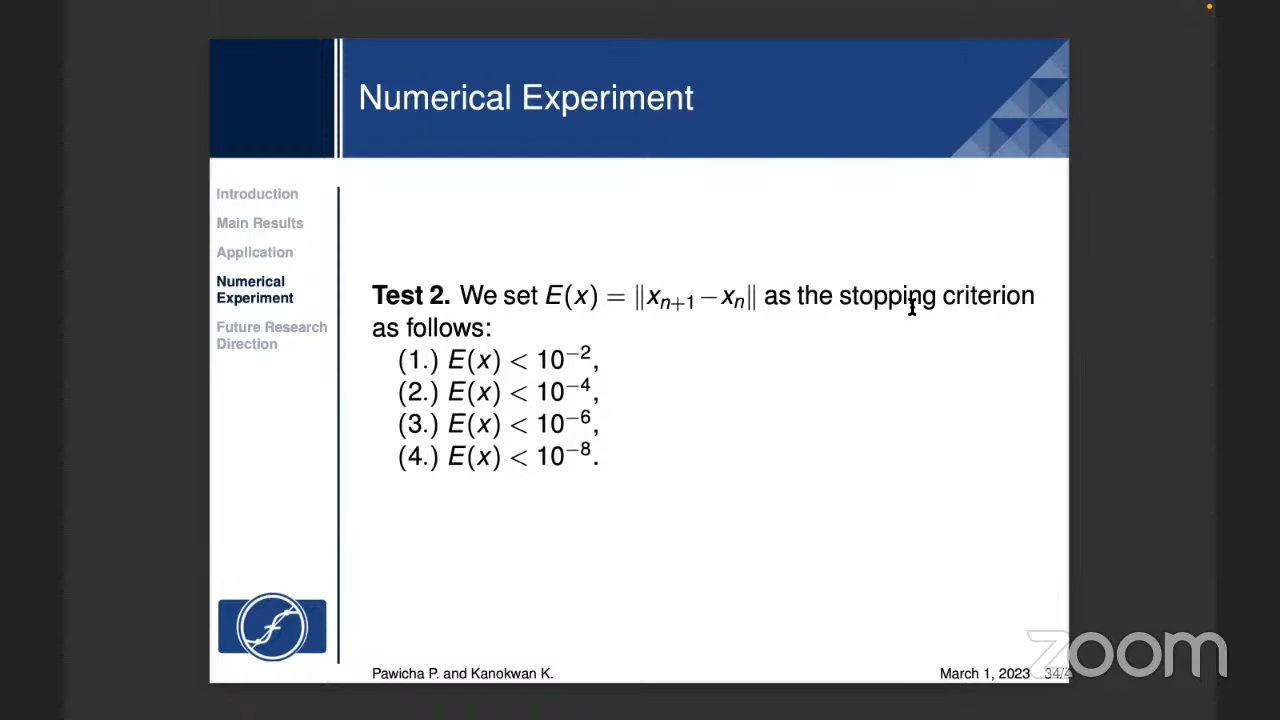 Numerical Experiment
Introduction
Main Results
Application
Numerical
Experiment
Future Research
Direction
Test 2. We set E(x) = ‖xₙ₊₁ − xₙ‖ as the stopping criterion
as follows:
(1.) E(x) < 10⁻²,
(2.) E(x) < 10⁻⁴,
(3.) E(x) < 10⁻⁶,
(4.) E(x) < 10⁻⁸.
Pawicha P. and Kanokwan K.
March 1, 2023
zoom